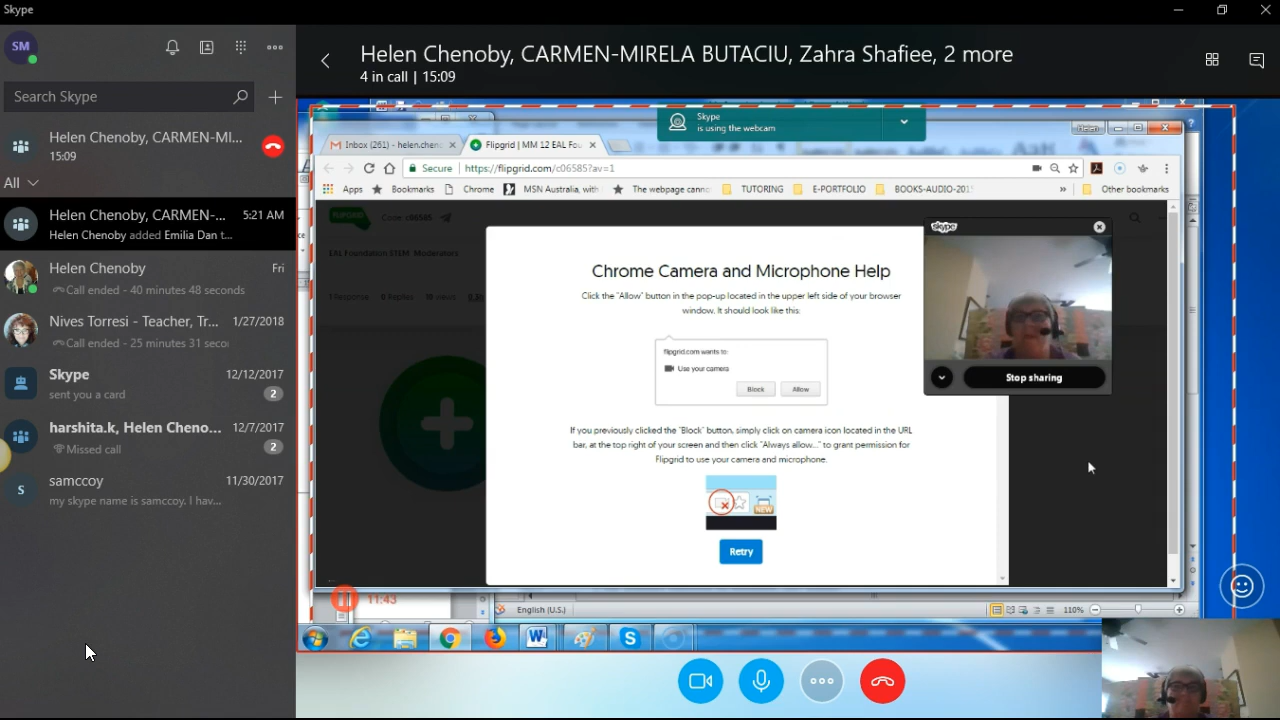 Skype
SM
Search Skype
Helen Chenoby, CARMEN-MI...
15:09
All
Helen Chenoby, CARMEN-...
5:21 AM
Helen Chenoby added Emilia Dan t...
Helen Chenoby
Fri
Call ended - 40 minutes 48 seconds
Nives Torresi - Teacher, Tr...
1/27/2018
Call ended - 25 minutes 31 secon
Skype
12/12/2017
sent you a card
2
harshita.k, Helen Cheno...
12/7/2017
Missed call
2
S
samccoy
11/30/2017
my skype name is samccoy. I hav...
Helen Chenoby, CARMEN-MIRELA BUTACIU, Zahra Shafiee, 2 more
4 in call | 15:09
Skype
is using the webcam
Helen
Inbox (261) - helen.chen
Flipgrid | MM 12 EAL Fou
Secure
https://flipgrid.com/c06585?av=1
Apps
Bookmarks
Chrome
MSN Australia, with
The webpage canno
TUTORING
E-PORTFOLIO
BOOKS-AUDIO-201
»
Other bookmarks
FLIPGRID
Code: c06585
EAL Foundation STEM Moderators
1 Response
0 Replies
Chrome Camera and Microphone Help
Click the "Allow" button in the pop-up located in the upper left side of your browser
window. It should look like this:
flipgrid.com wants to:
Use your camera
Block
Allow
If you previously clicked the "Block" button, simply click on camera icon located in the URL
bar, at the top right of your screen and then click "Always allow..." to grant permission for
Flipgrid to use your camera and microphone.
NEW
Retry
skype
Stop sharing
11:43
English (U.S.)
110%